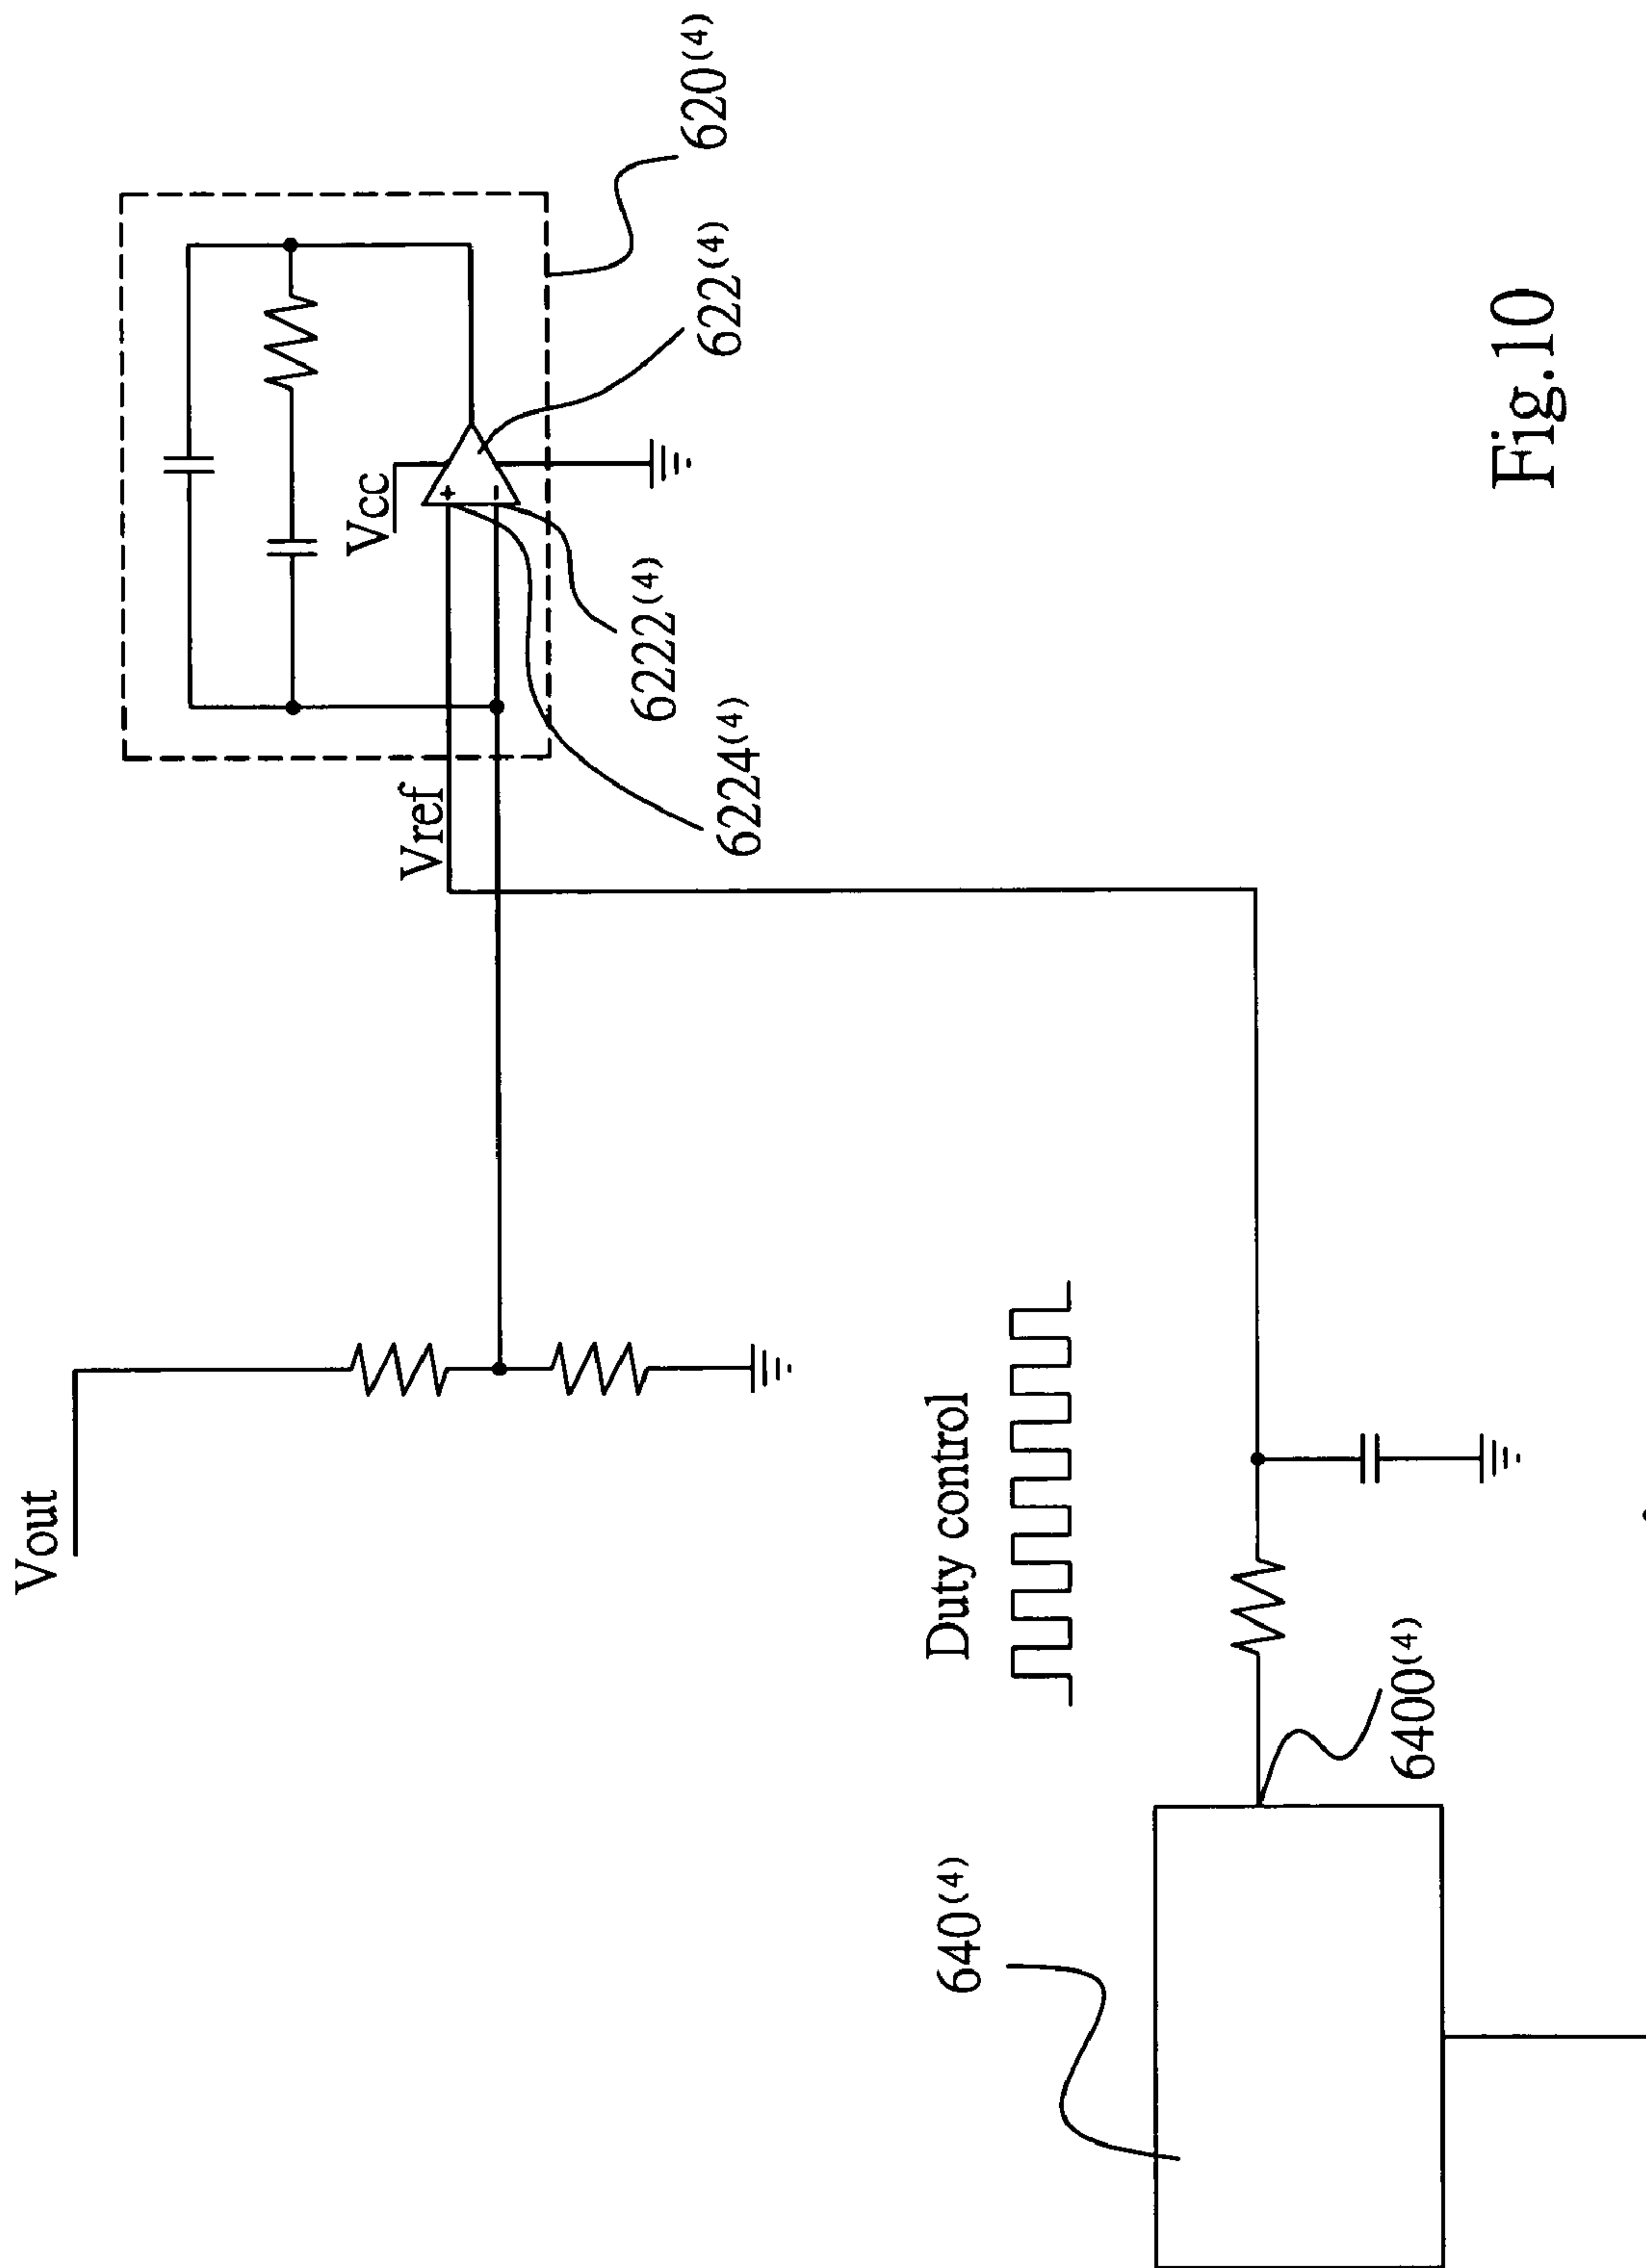 Vout
Vref
Vcc
620(4)
622(4)
6222(4)
6224(4)
Duty control
640(4)
6400(4)
Fig.10